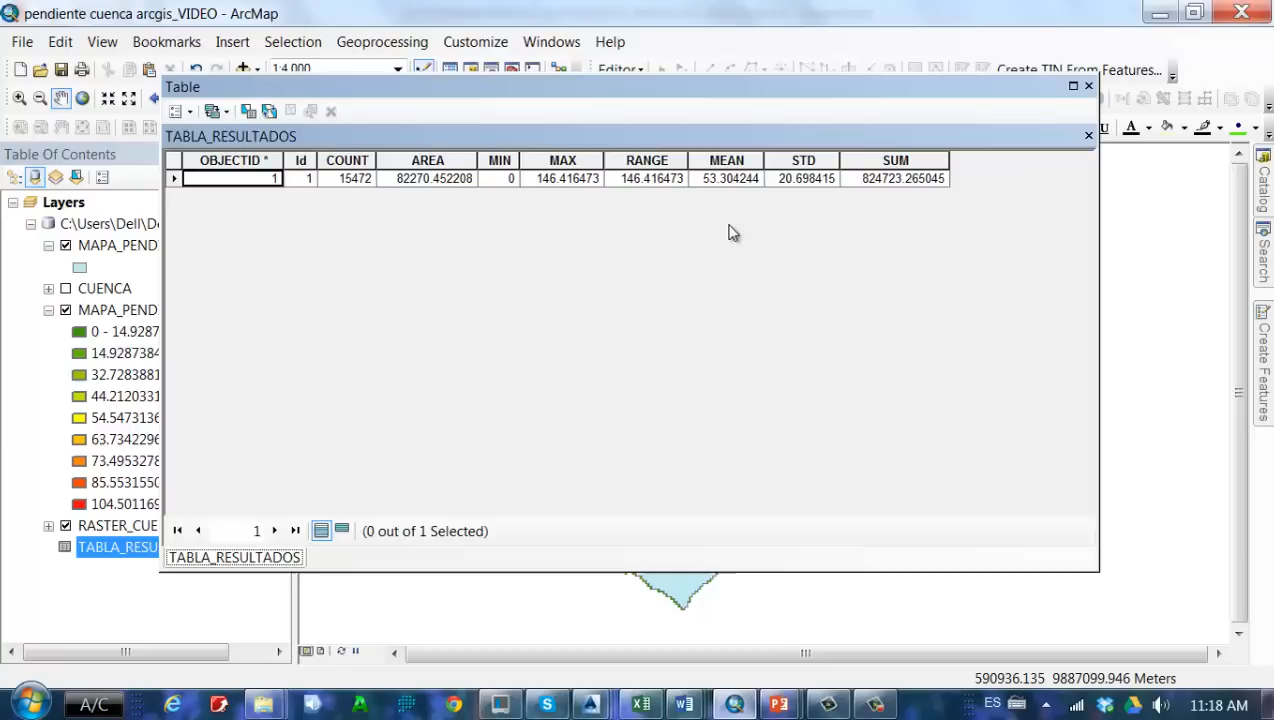 pendiente cuenca arcgis_VIDEO - ArcMap
File Edit View Bookmarks Insert Selection Geoprocessing Customize Windows Help
1:4,000 Editor Create TIN From Features...
Table
TABLA_RESULTADOS
Table Of Contents
OBJECTID * Id COUNT AREA MIN MAX RANGE MEAN STD SUM
1 1 15472 82270.452208 0 146.416473 146.416473 53.304244 20.698415 824723.265045
Layers
C:\Users\Dell\D
MAPA_PEND
CUENCA
MAPA_PEND
0 - 14.9287
14.9287384
32.7283881
44.2120331
54.5473136
63.7342296
73.4953278
85.5531550
104.501169
RASTER_CUE
TABLA_RESU
1 (0 out of 1 Selected)
TABLA_RESULTADOS
Catalog
Search
Create Features
590936.135 9887099.946 Meters
A/C ES 11:18 AM